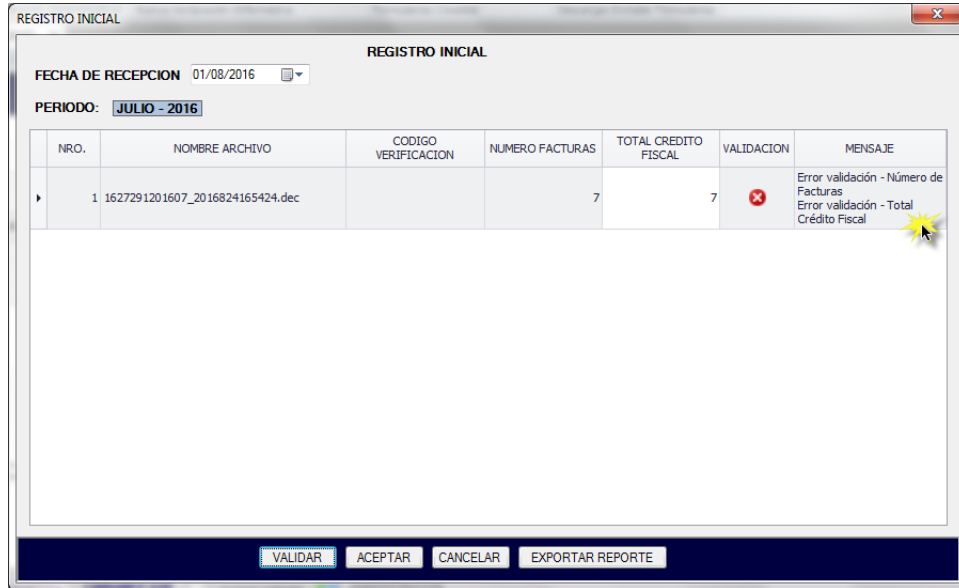 REGISTRO INICIAL
REGISTRO INICIAL
FECHA DE RECEPCION 01/08/2016
PERIODO: JULIO - 2016
NRO. NOMBRE ARCHIVO CODIGO VERIFICACION NUMERO FACTURAS TOTAL CREDITO FISCAL VALIDACION MENSAJE
1 1627291201607_2016824165424.dec 7 7 Error validación - Número de
Facturas
Error validación - Total
Crédito Fiscal
VALIDAR ACEPTAR CANCELAR EXPORTAR REPORTE